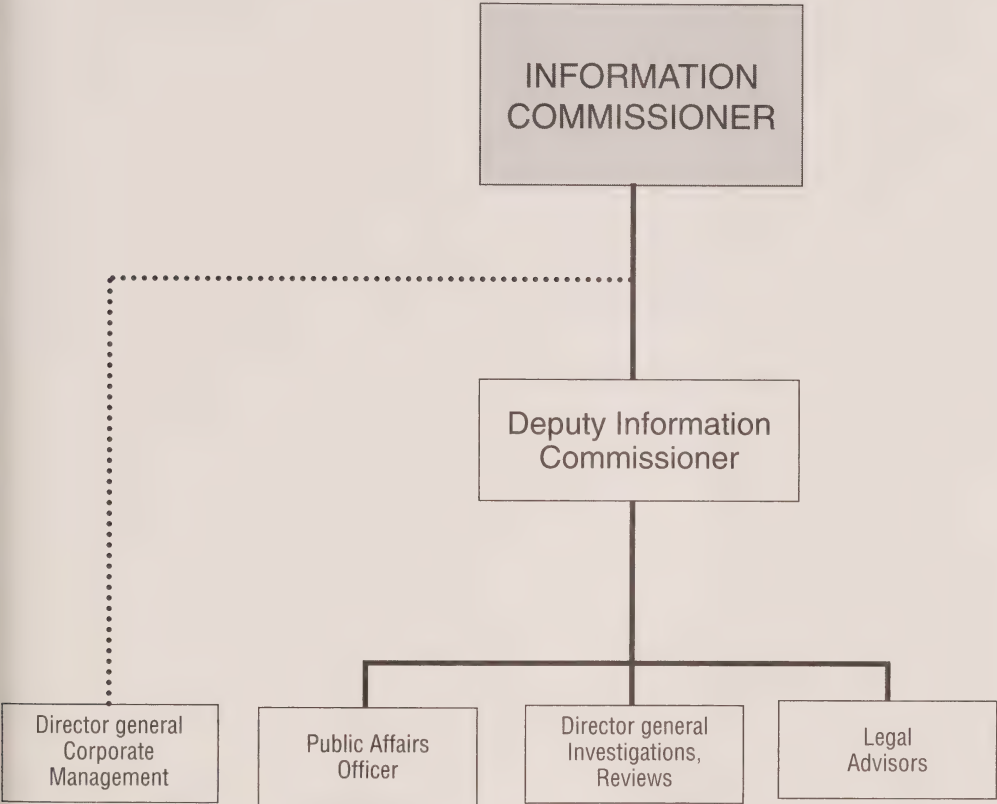 INFORMATION
COMMISSIONER
Deputy Information
Commissioner
Director general
Corporate
Management
Public Affairs
Officer
Director general
Investigations,
Reviews
Legal
Advisors